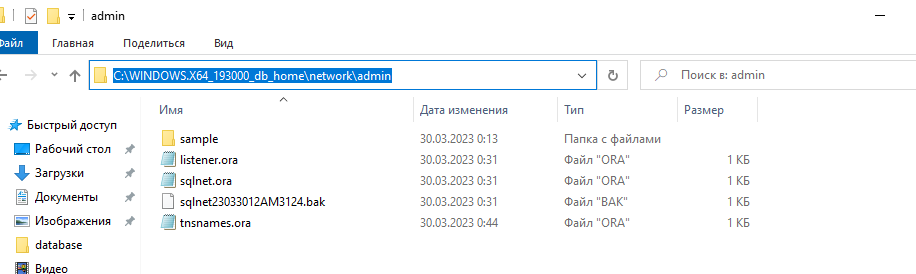 admin
Файл Главная Поделиться Вид
C:\WINDOWS.X64_193000_db_home\network\admin Поиск в: admin
Имя Дата изменения Тип Размер
Быстрый доступ sample 30.03.2023 0:13 Папка с файлами
Рабочий стол listener.ora 30.03.2023 0:31 Файл "ORA" 1 КБ
Загрузки sqlnet.ora 30.03.2023 0:31 Файл "ORA" 1 КБ
Документы sqlnet23033012AM3124.bak 30.03.2023 0:31 Файл "BAK" 1 КБ
Изображения tnsnames.ora 30.03.2023 0:44 Файл "ORA" 1 КБ
database
Видео